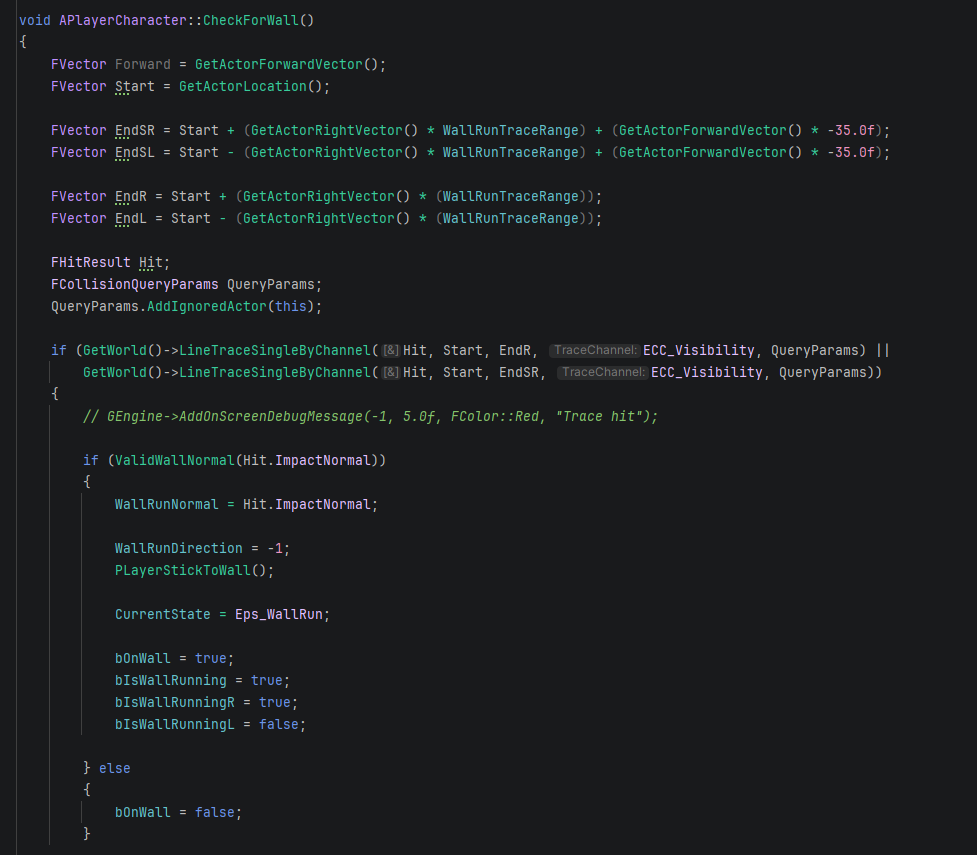 void APlayerCharacter::CheckForWall()
{
    FVector Forward = GetActorForwardVector();
    FVector Start = GetActorLocation();

    FVector EndSR = Start + (GetActorRightVector() * WallRunTraceRange) + (GetActorForwardVector() * -35.0f);
    FVector EndSL = Start - (GetActorRightVector() * WallRunTraceRange) + (GetActorForwardVector() * -35.0f);

    FVector EndR = Start + (GetActorRightVector() * (WallRunTraceRange));
    FVector EndL = Start - (GetActorRightVector() * (WallRunTraceRange));

    FHitResult Hit;
    FCollisionQueryParams QueryParams;
    QueryParams.AddIgnoredActor(this);

    if (GetWorld()->LineTraceSingleByChannel([&]Hit, Start, EndR, TraceChannel: ECC_Visibility, QueryParams) ||
        GetWorld()->LineTraceSingleByChannel([&]Hit, Start, EndSR, TraceChannel: ECC_Visibility, QueryParams))
    {
        // GEngine->AddOnScreenDebugMessage(-1, 5.0f, FColor::Red, "Trace hit");

        if (ValidWallNormal(Hit.ImpactNormal))
        {
            WallRunNormal = Hit.ImpactNormal;

            WallRunDirection = -1;
            PLayerStickToWall();

            CurrentState = Eps_WallRun;

            bOnWall = true;
            bIsWallRunning = true;
            bIsWallRunningR = true;
            bIsWallRunningL = false;

        } else
        {
            bOnWall = false;
        }